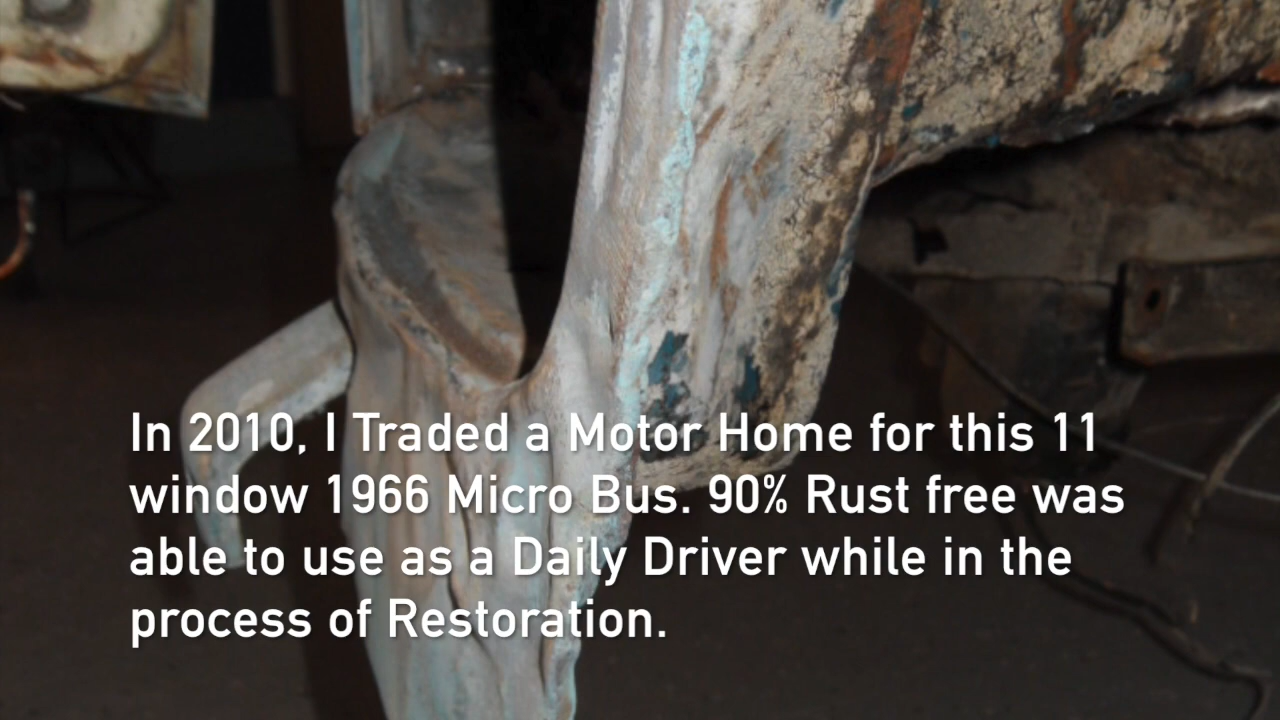 In 2010, I Traded a Motor Home for this 11
window 1966 Micro Bus. 90% Rust free was
able to use as a Daily Driver while in the
process of Restoration.